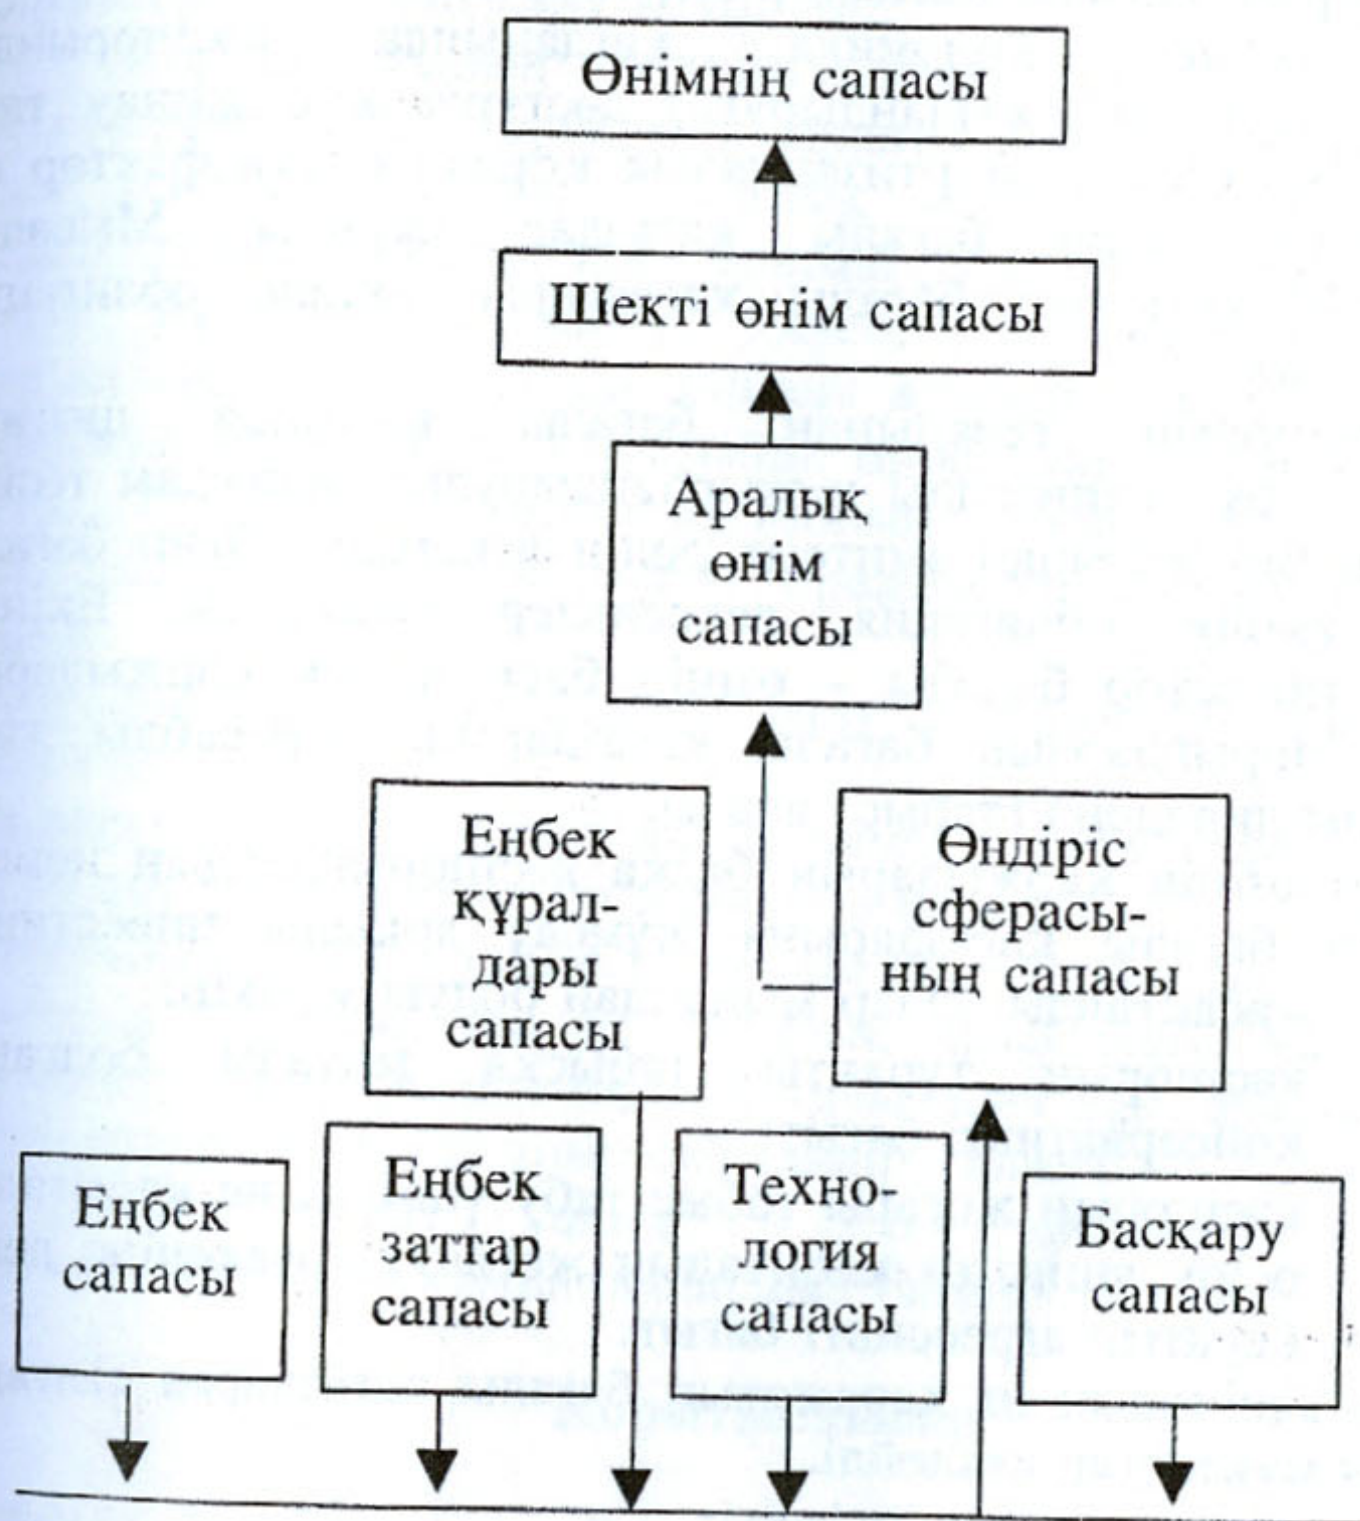 Өнімнің сапасы
Шекті өнім сапасы
Аралық
өнім
сапасы
Еңбек
құрал-
дары
сапасы
Өндіріс
сферасы-
ның сапасы
Еңбек
сапасы
Еңбек
заттар
сапасы
Техно-
логия
сапасы
Басқару
сапасы